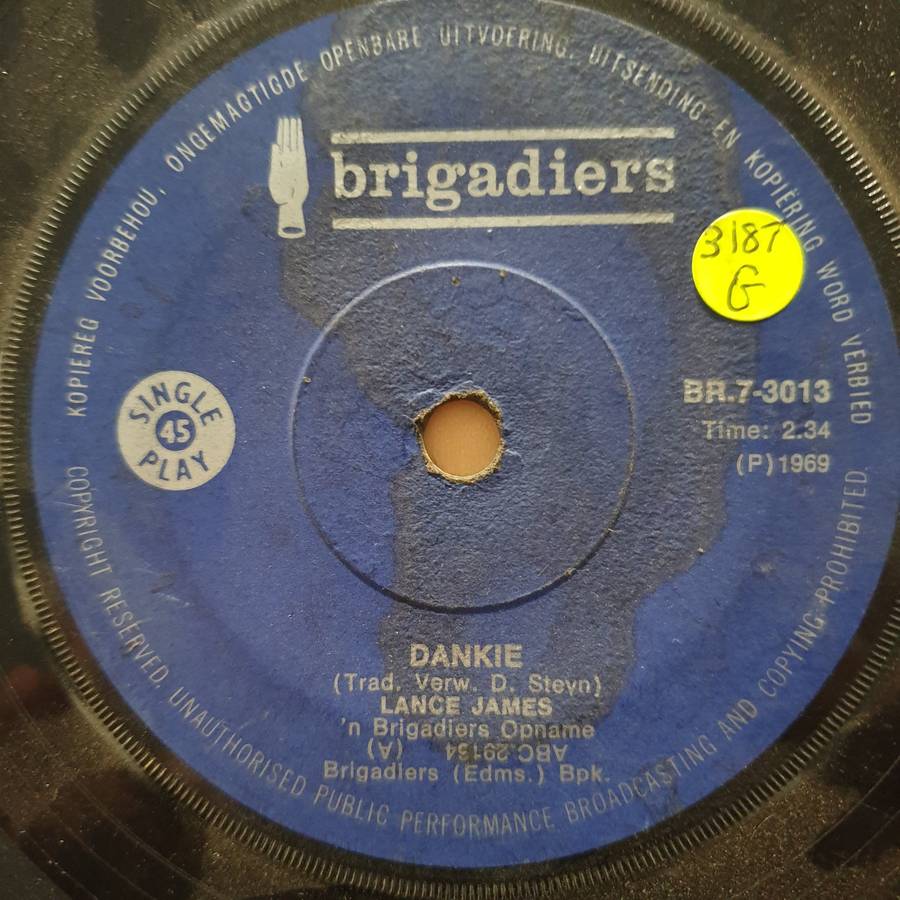 KOPIEREG VOORBEHOU, ONGEMAGTIGDE OPENBARE UITVOERING, UITSENDING EN KOPIËRING WORD VERBIED
brigadiers
3187
G
SINGLE
45
PLAY
BR.7-3013
Time: 2.34
(P)1969
DANKIE
(Trad. Verw. D. Steyn)
LANCE JAMES
'n Brigadiers Opname
(A) ABC.29154
Brigadiers (Edms.) Bpk.
COPYRIGHT RESERVED. UNAUTHORISED PUBLIC PERFORMANCE BROADCASTING AND COPYING PROHIBITED